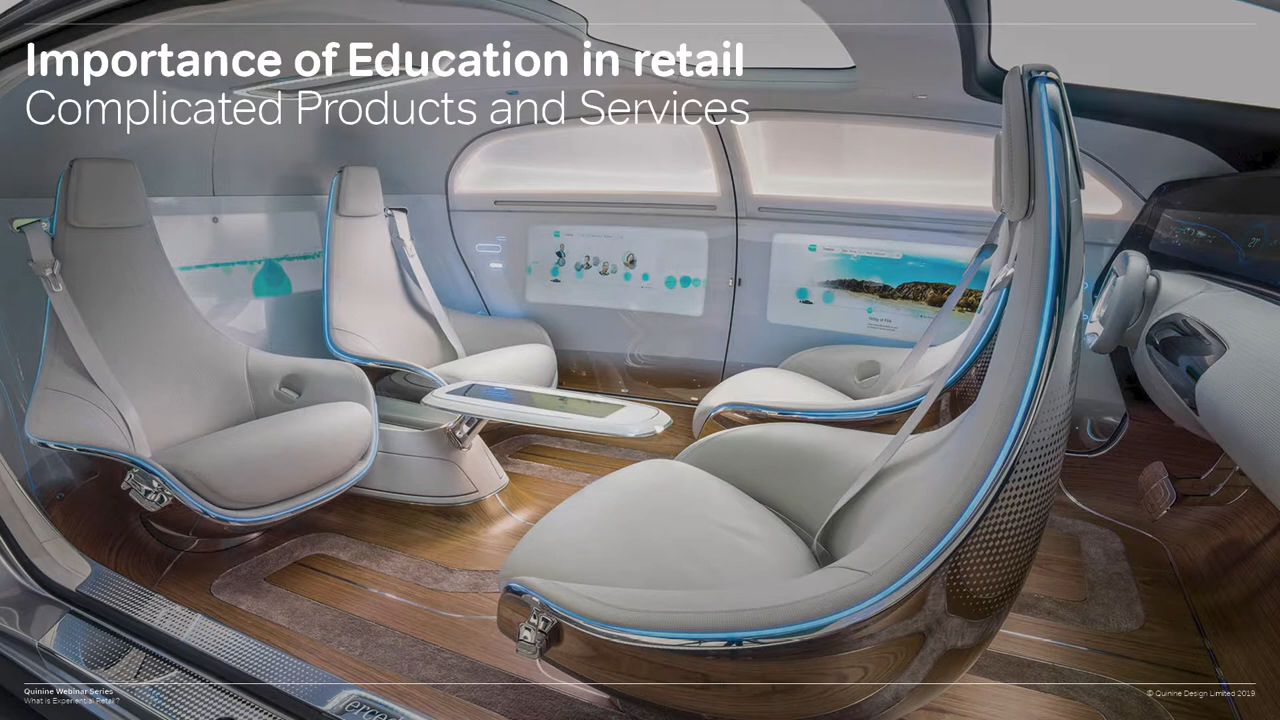 Importance of Education in retail
Complicated Products and Services
Quinine Webinar Series
What is Experiential Retail?
© Quinine Design Limited 2019